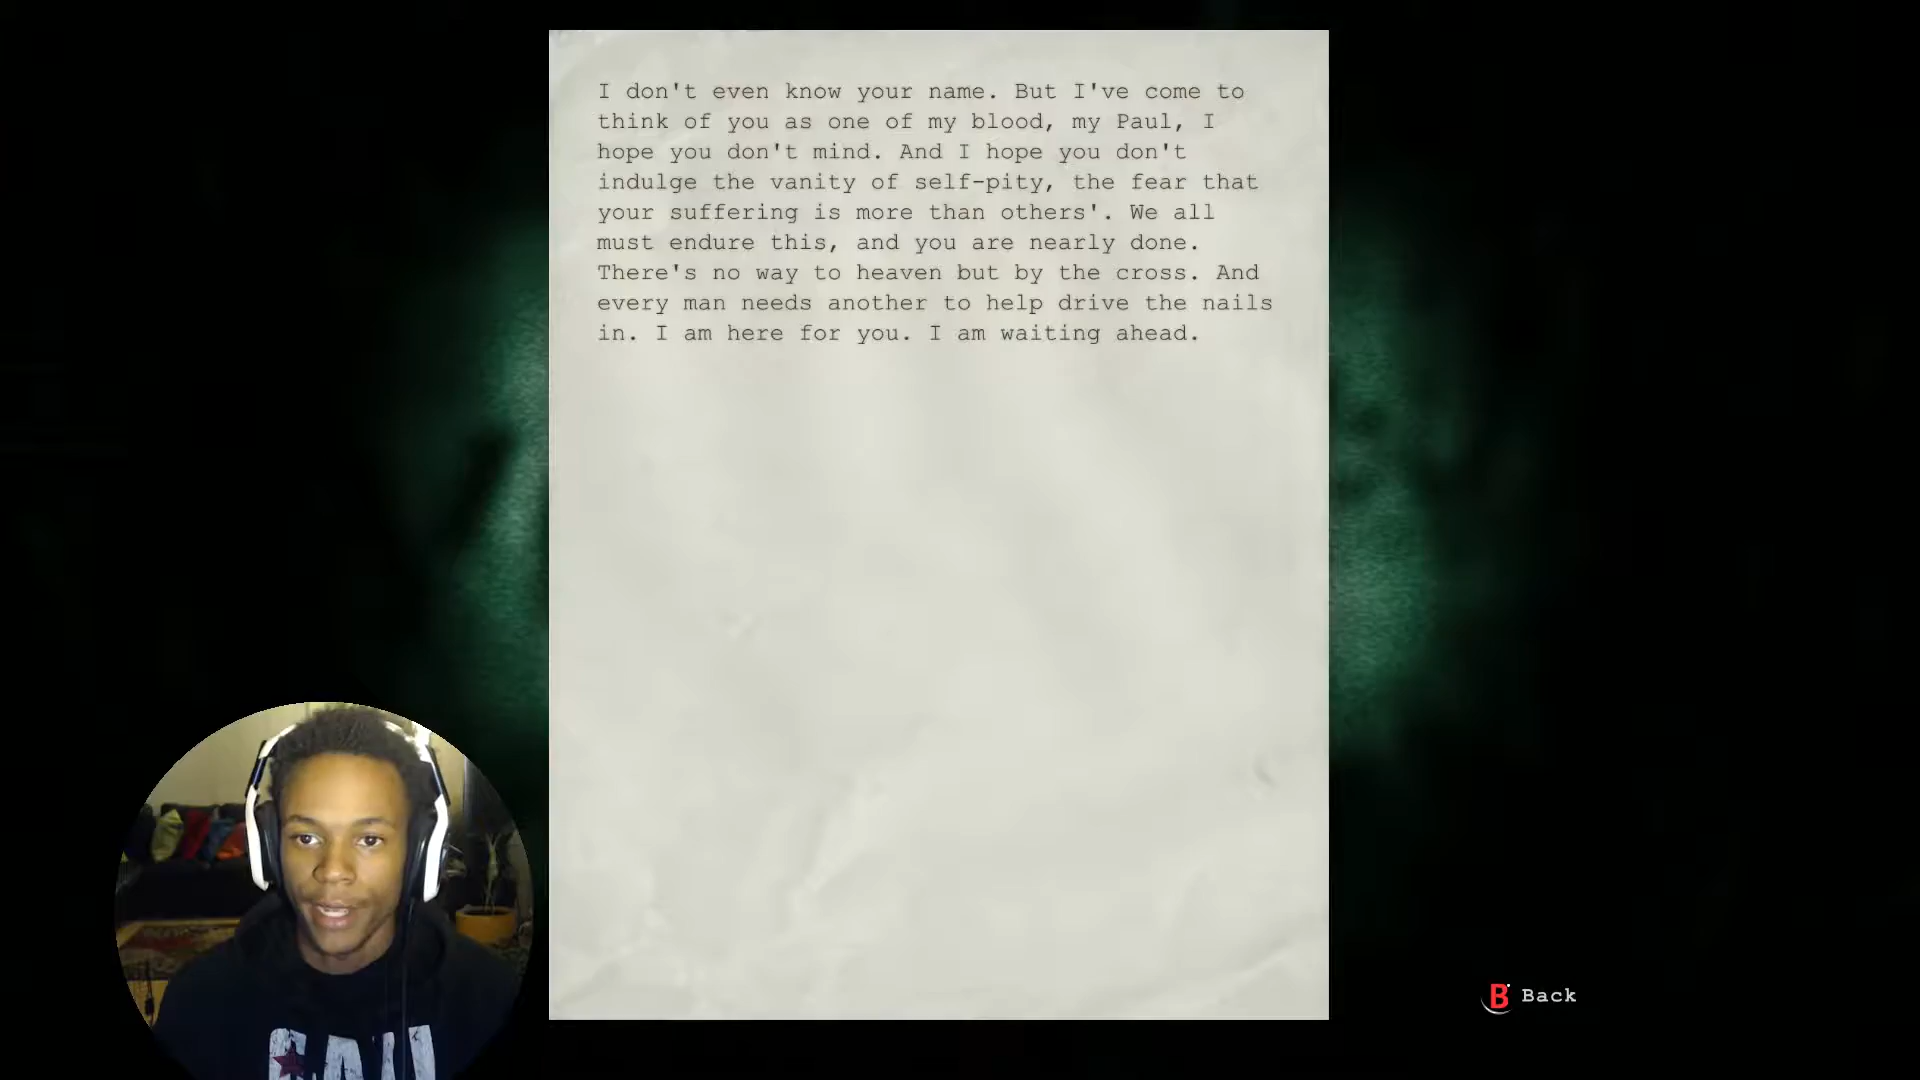 I don't even know your name. But I've come to
think of you as one of my blood, my Paul, I
hope you don't mind. And I hope you don't
indulge the vanity of self-pity, the fear that
your suffering is more than others'. We all
must endure this, and you are nearly done.
There's no way to heaven but by the cross. And
every man needs another to help drive the nails
in. I am here for you. I am waiting ahead.
B Back